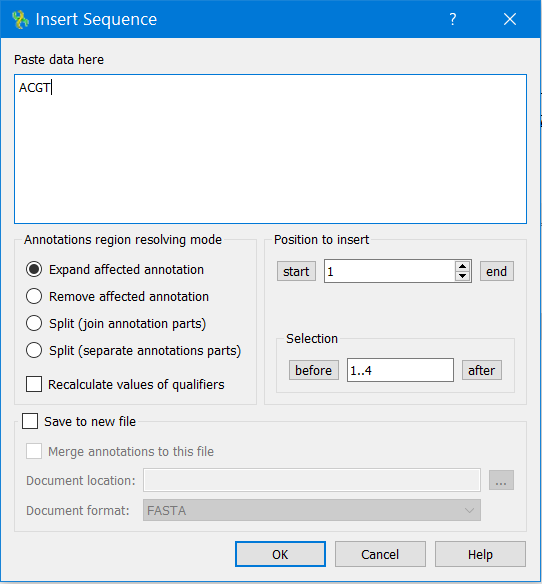 Insert Sequence
?
Paste data here
ACGT
Annotations region resolving mode
Expand affected annotation
Remove affected annotation
Split (join annotation parts)
Split (separate annotations parts)
Recalculate values of qualifiers
Position to insert
start 1 end
Selection
before 1..4 after
Save to new file
Merge annotations to this file
Document location: ...
Document format: FASTA
OK Cancel Help